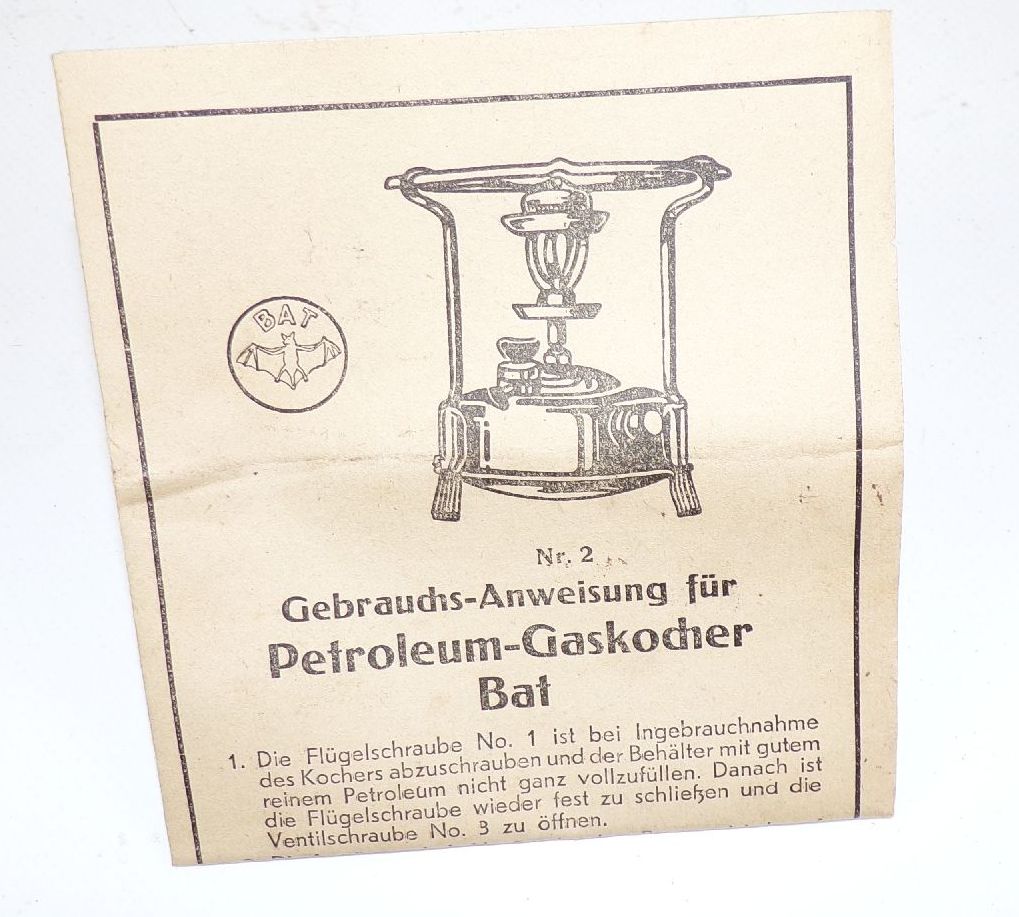 BAT
Nr. 2
Gebrauchs-Anweisung für
Petroleum-Gaskocher
Bat
1. Die Flügelschraube No. 1 ist bei Ingebrauchnahme
des Kochers abzuschrauben und der Behälter mit gutem
reinem Petroleum nicht ganz vollzufüllen. Danach ist
die Flügelschraube wieder fest zu schließen und die
Ventilschraube No. 3 zu öffnen.